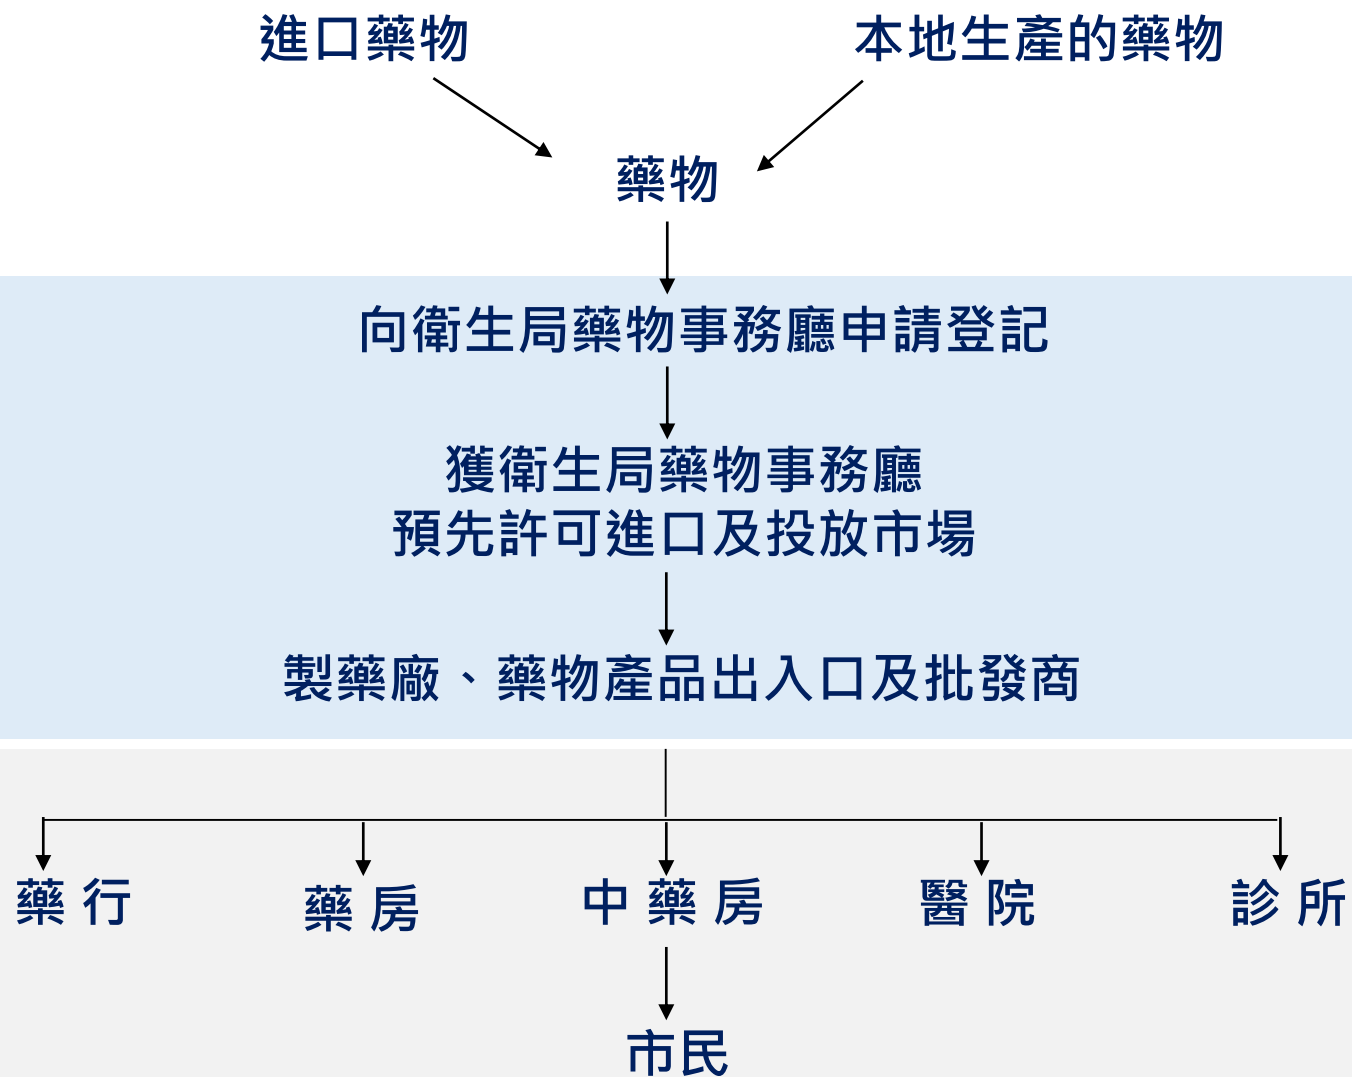 進口藥物
本地生產的藥物
藥物
向衛生局藥物事務廳申請登記
獲衛生局藥物事務廳
預先許可進口及投放市場
製藥廠、藥物產品出入口及批發商
藥行
藥房
中藥房
醫院
診所
市民